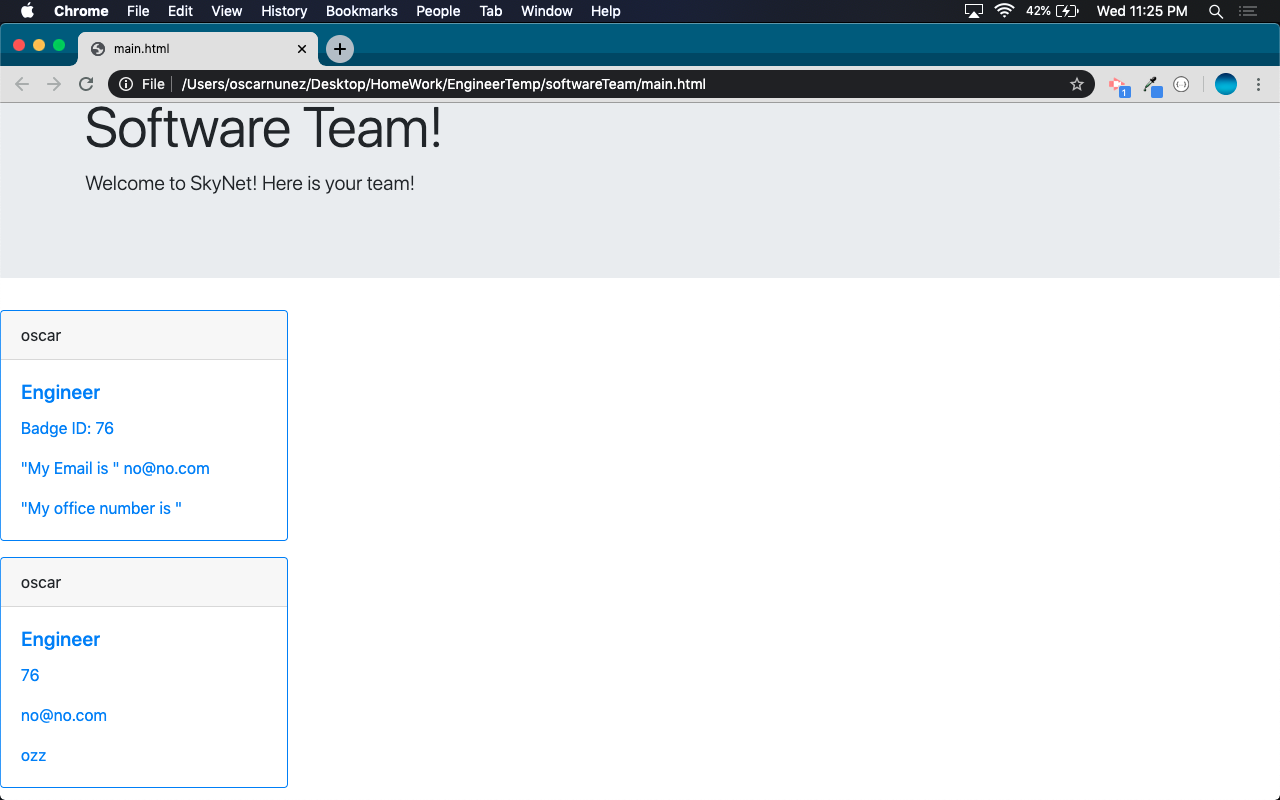 Chrome File Edit View History Bookmarks People Tab Window Help 42% Wed 11:25 PM
main.html
File /Users/oscarnunez/Desktop/HomeWork/EngineerTemp/softwareTeam/main.html 1
Software Team!
Welcome to SkyNet! Here is your team!
oscar
Engineer
Badge ID: 76
"My Email is " no@no.com
"My office number is "
oscar
Engineer
76
no@no.com
ozz